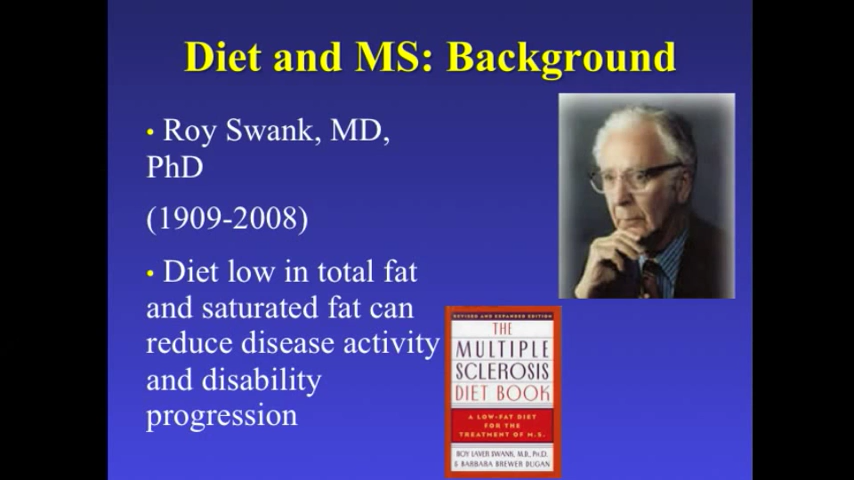 Diet and MS: Background
• Roy Swank, MD,
PhD
(1909-2008)
• Diet low in total fat
and saturated fat can
reduce disease activity
and disability
progression
REVISED AND EXPANDED EDITION
THE
MULTIPLE
SCLEROSIS
DIET BOOK
A LOW-FAT DIET
FOR THE
TREATMENT OF M.S.
ROY LAVER SWANK, M.D., PH.D.
& BARBARA BREWER DUGAN